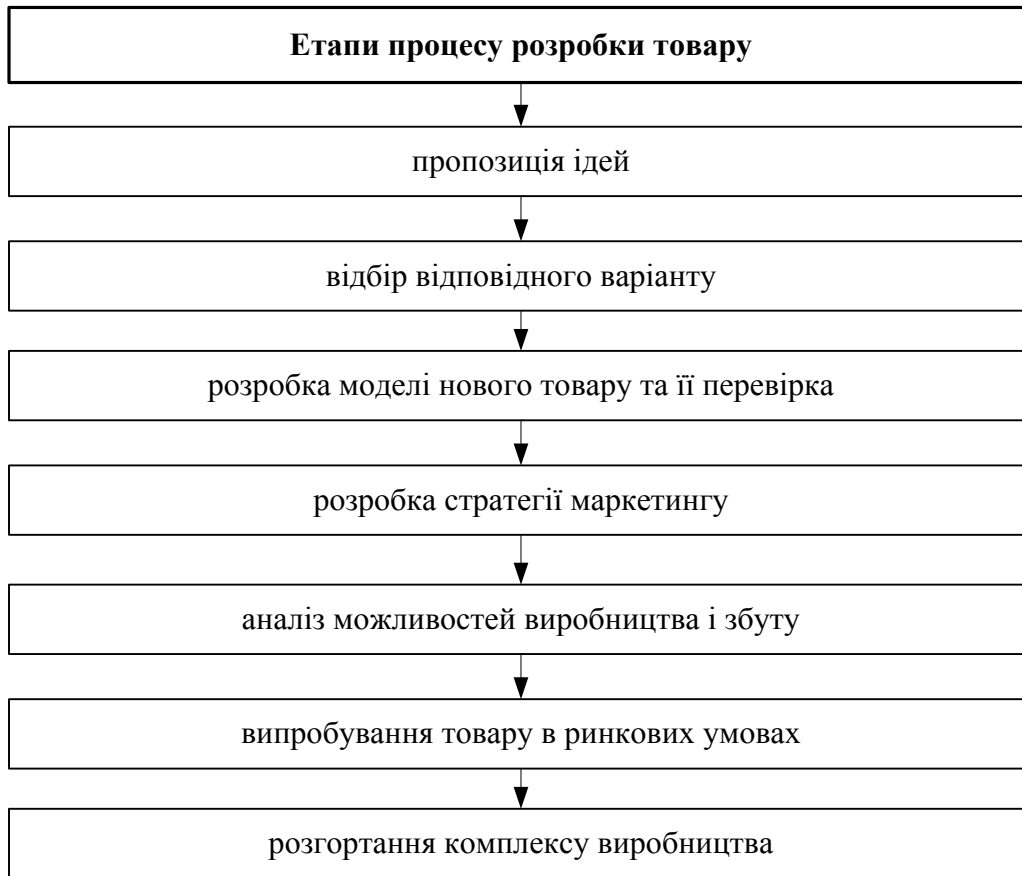 Етапи процесу розробки товару
пропозиція ідей
відбір відповідного варіанту
розробка моделі нового товару та її перевірка
розробка стратегії маркетингу
аналіз можливостей виробництва і збуту
випробування товару в ринкових умовах
розгортання комплексу виробництва